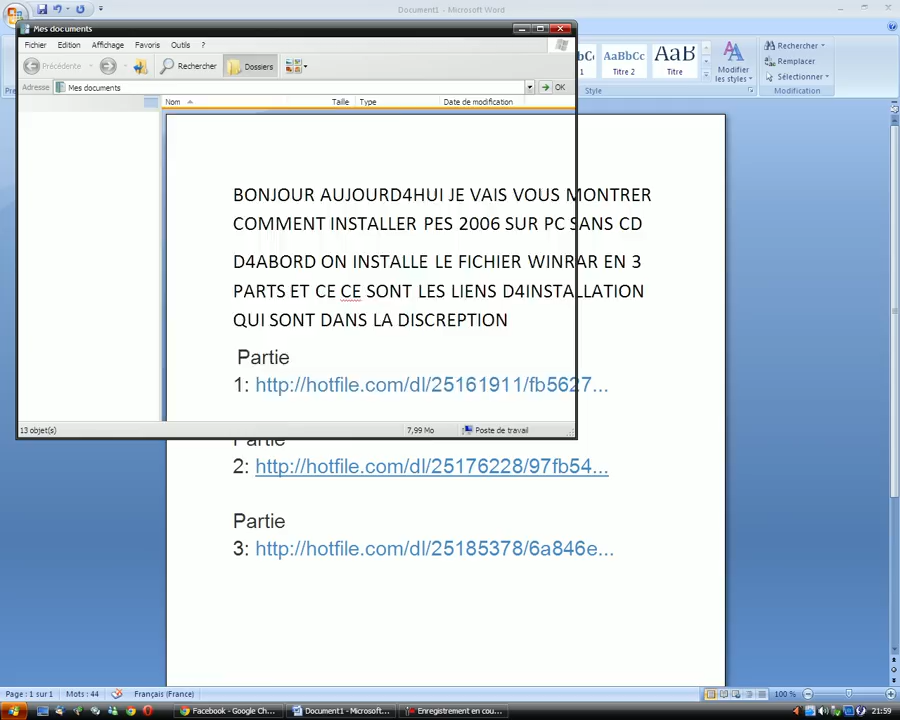 Document1 - Microsoft Word
Mes documents
Fichier Edition Affichage Favoris Outils ?
Précédente Rechercher Dossiers
Adresse Mes documents OK
Nom Taille Type Date de modification
1 Titre 2 Titre
AaBbCc AaB
Modifier
les styles
Style
Rechercher
Remplacer
Sélectionner
Modification
BONJOUR AUJOURD4HUI JE VAIS VOUS MONTRER
COMMENT INSTALLER PES 2006 SUR PC SANS CD
D4ABORD ON INSTALLE LE FICHIER WINRAR EN 3
PARTS ET CE CE SONT LES LIENS D4INSTALLATION
QUI SONT DANS LA DISCREPTION
Partie
1: http://hotfile.com/dl/25161911/fb5627...
13 objet(s) 7,99 Mo Poste de travail
Partie
2: http://hotfile.com/dl/25176228/97fb54...
Partie
3: http://hotfile.com/dl/25185378/6a846e...
Page : 1 sur 1 Mots : 44 Français (France) 100 %
Facebook - Google Ch... Document1 - Microsoft... Enregistrement en cou... 21:59